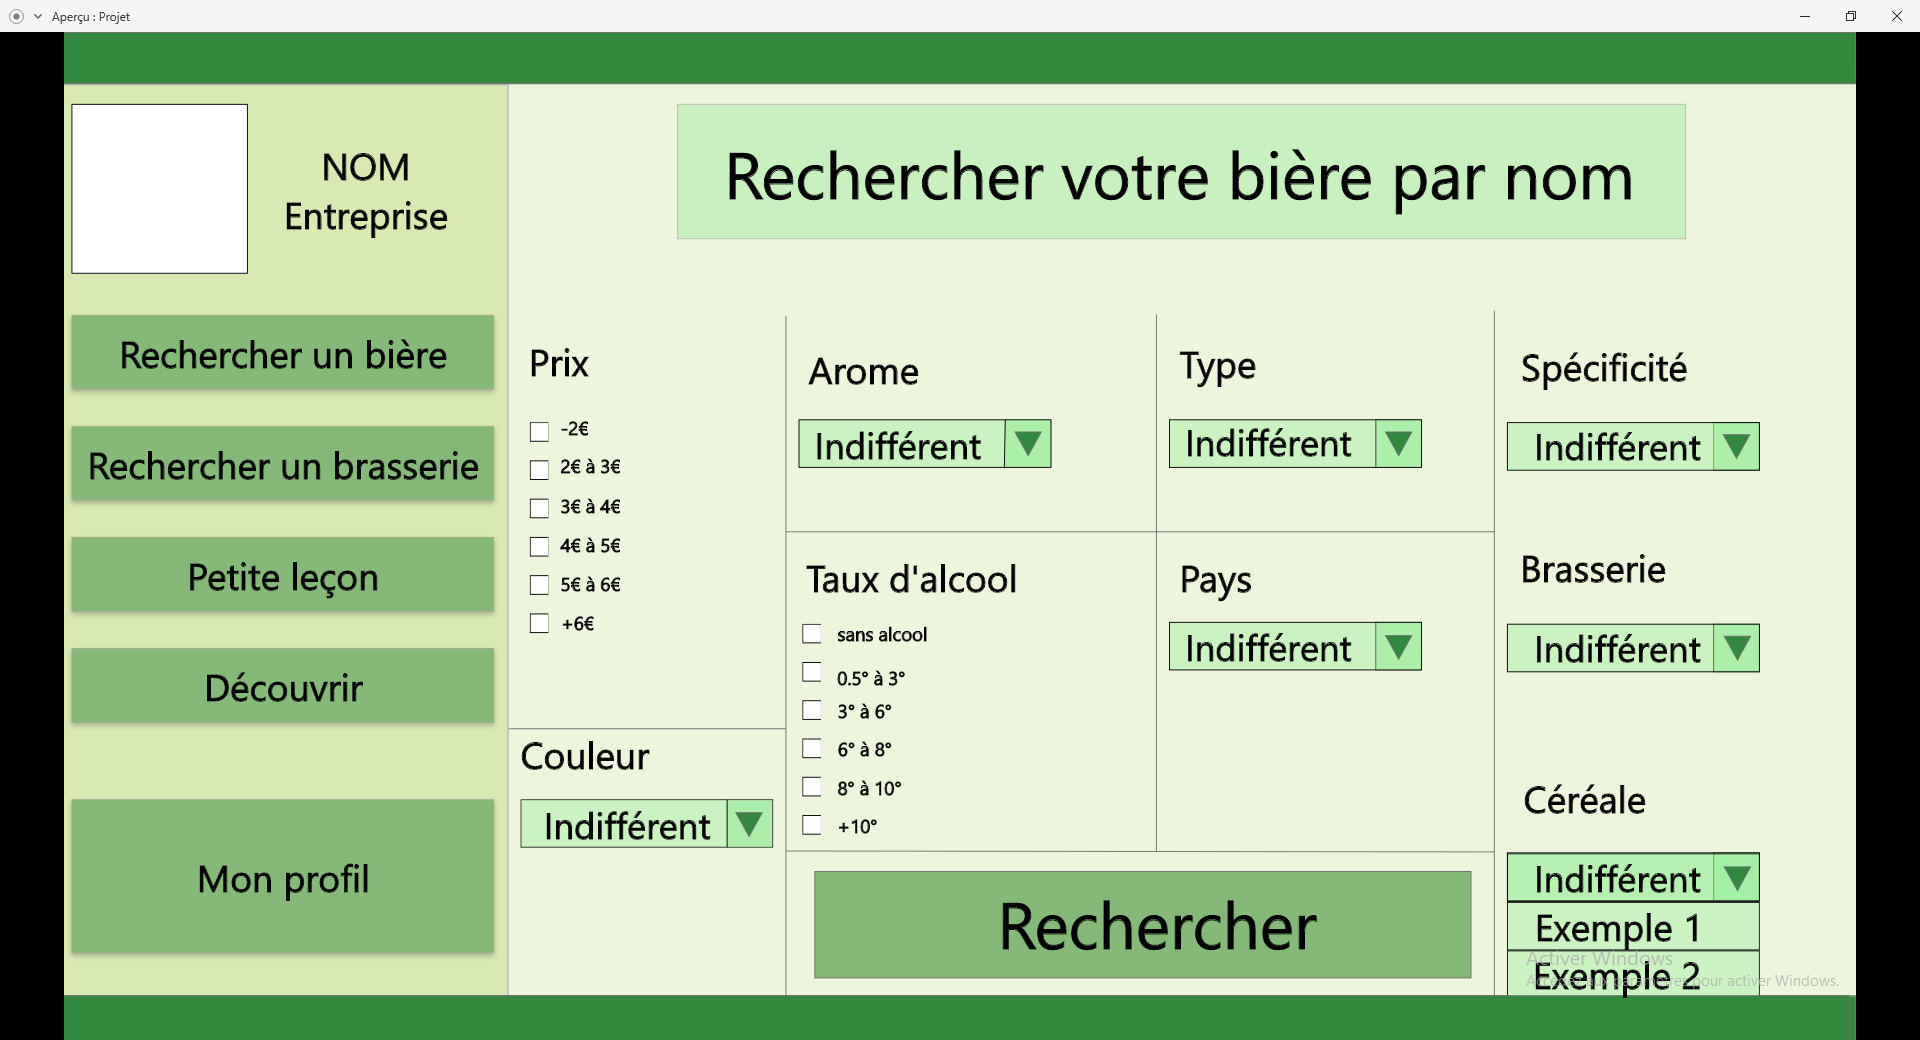 Aperçu : Projet
NOM
Entreprise
Rechercher votre bière par nom
Rechercher un bière
Rechercher un brasserie
Petite leçon
Découvrir
Mon profil
Prix
-2€
2€ à 3€
3€ à 4€
4€ à 5€
5€ à 6€
+6€
Couleur
Indifférent
Arome
Indifférent
Taux d'alcool
sans alcool
0.5° à 3°
3° à 6°
6° à 8°
8° à 10°
+10°
Type
Indifférent
Pays
Indifférent
Rechercher
Spécificité
Indifférent
Brasserie
Indifférent
Céréale
Indifférent
Exemple 1
Exemple 2
Activer Windows
pour activer Windows.